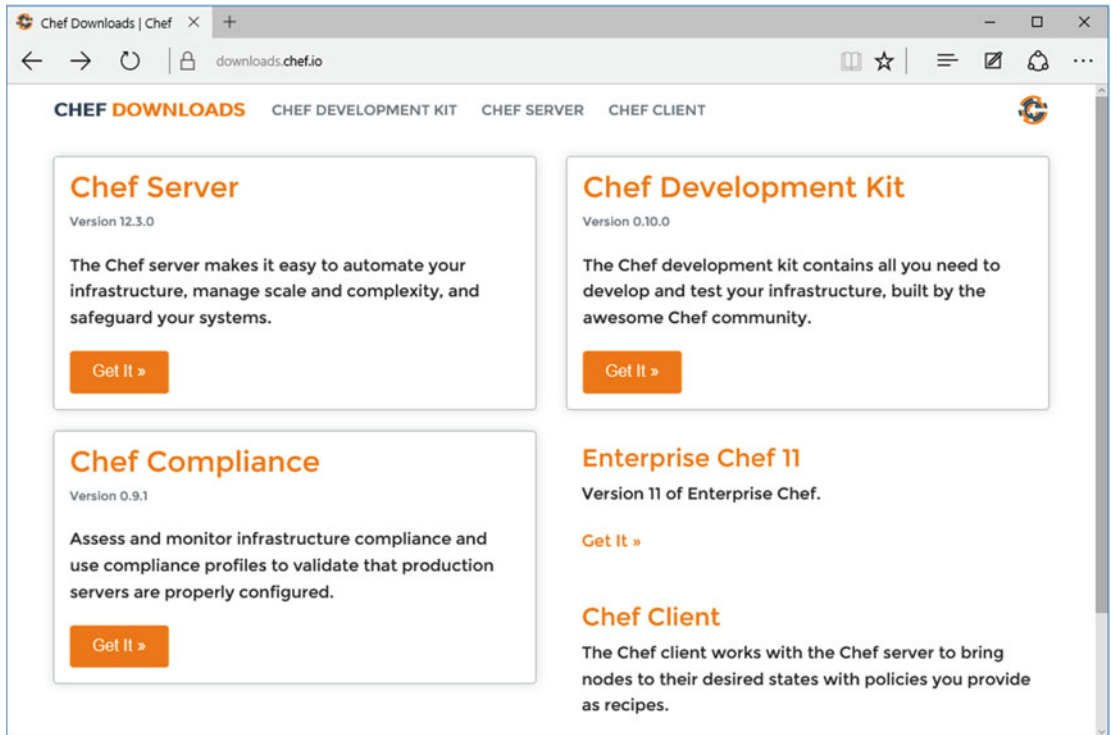 Chef Downloads | Chef
downloads.chef.io
CHEF DOWNLOADS CHEF DEVELOPMENT KIT CHEF SERVER CHEF CLIENT
Chef Server
Version 12.3.0
The Chef server makes it easy to automate your
infrastructure, manage scale and complexity, and
safeguard your systems.
Get It »
Chef Development Kit
Version 0.10.0
The Chef development kit contains all you need to
develop and test your infrastructure, built by the
awesome Chef community.
Get It »
Chef Compliance
Version 0.9.1
Assess and monitor infrastructure compliance and
use compliance profiles to validate that production
servers are properly configured.
Get It »
Enterprise Chef 11
Version 11 of Enterprise Chef.
Get It »
Chef Client
The Chef client works with the Chef server to bring
nodes to their desired states with policies you provide
as recipes.